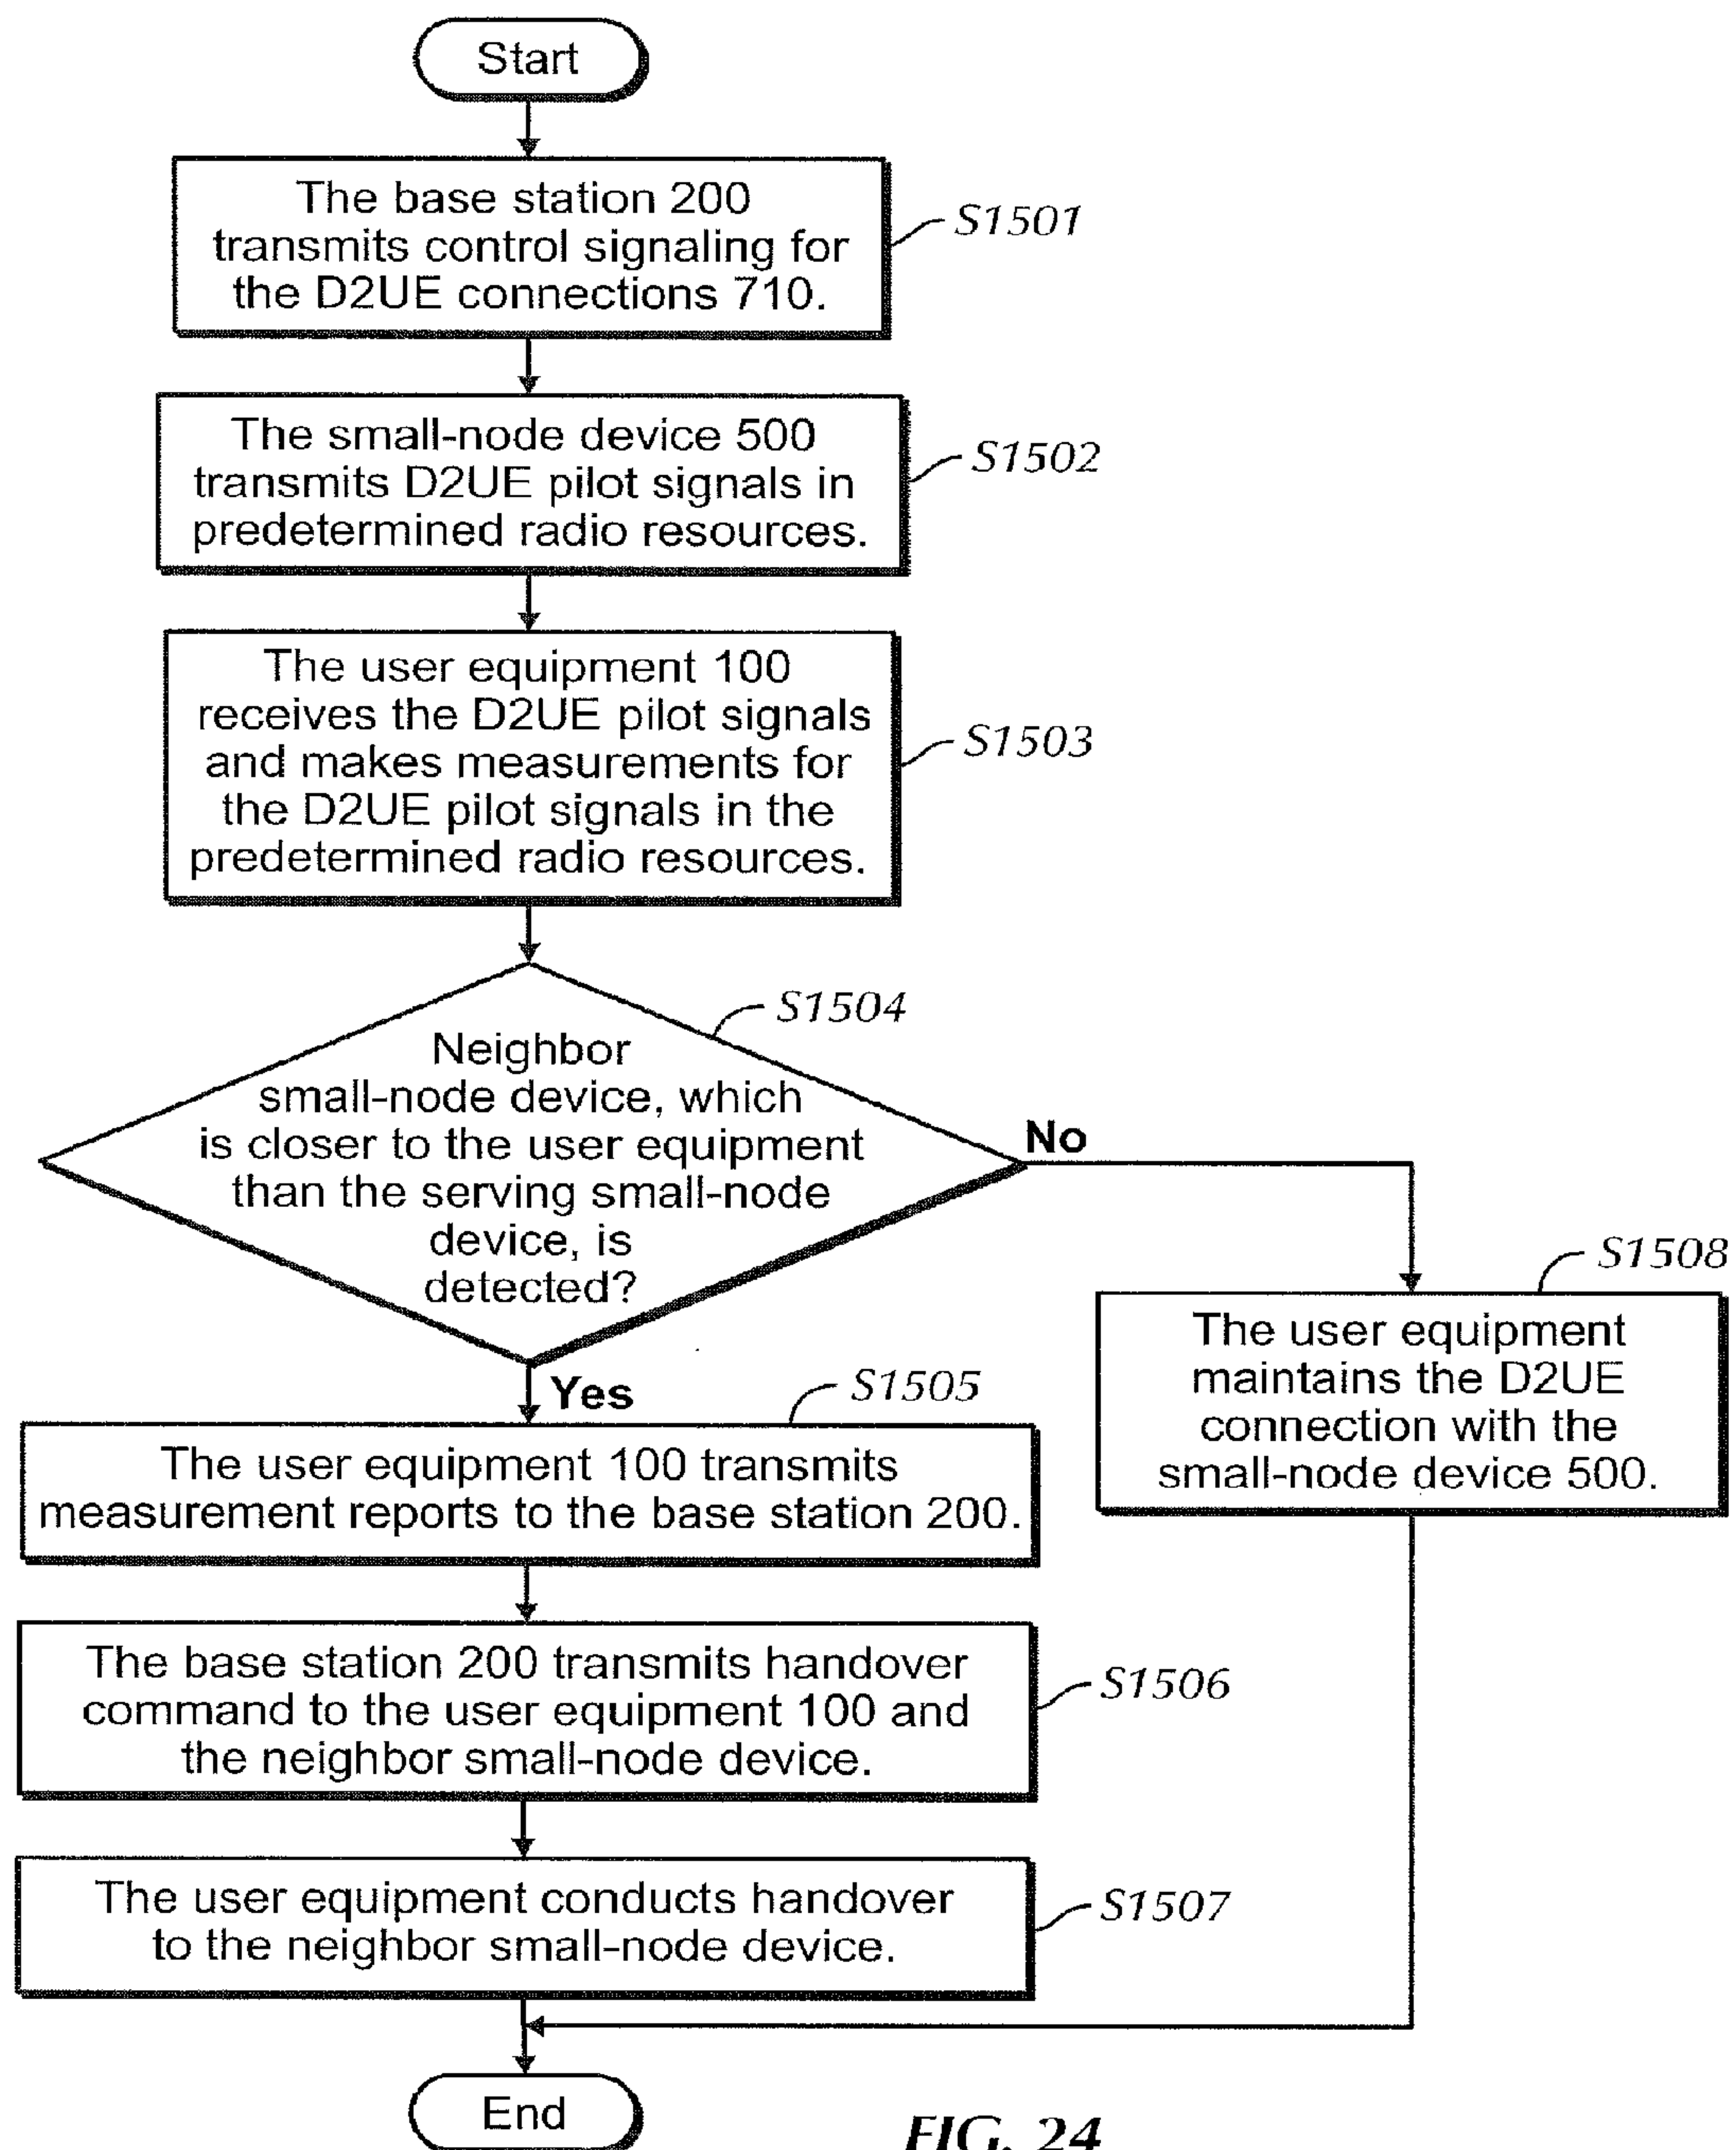 Start
The base station 200
transmits control signaling for
the D2UE connections 710.
S1501
The small-node device 500
transmits D2UE pilot signals in
predetermined radio resources.
S1502
The user equipment 100
receives the D2UE pilot signals
and makes measurements for
the D2UE pilot signals in the
predetermined radio resources.
S1503
S1504
Neighbor
small-node device, which
is closer to the user equipment
than the serving small-node
device, is
detected?
No
Yes
S1508
The user equipment
maintains the D2UE
connection with the
small-node device 500.
S1505
The user equipment 100 transmits
measurement reports to the base station 200.
The base station 200 transmits handover
command to the user equipment 100 and
the neighbor small-node device.
S1506
The user equipment conducts handover
to the neighbor small-node device.
S1507
End
FIG. 24